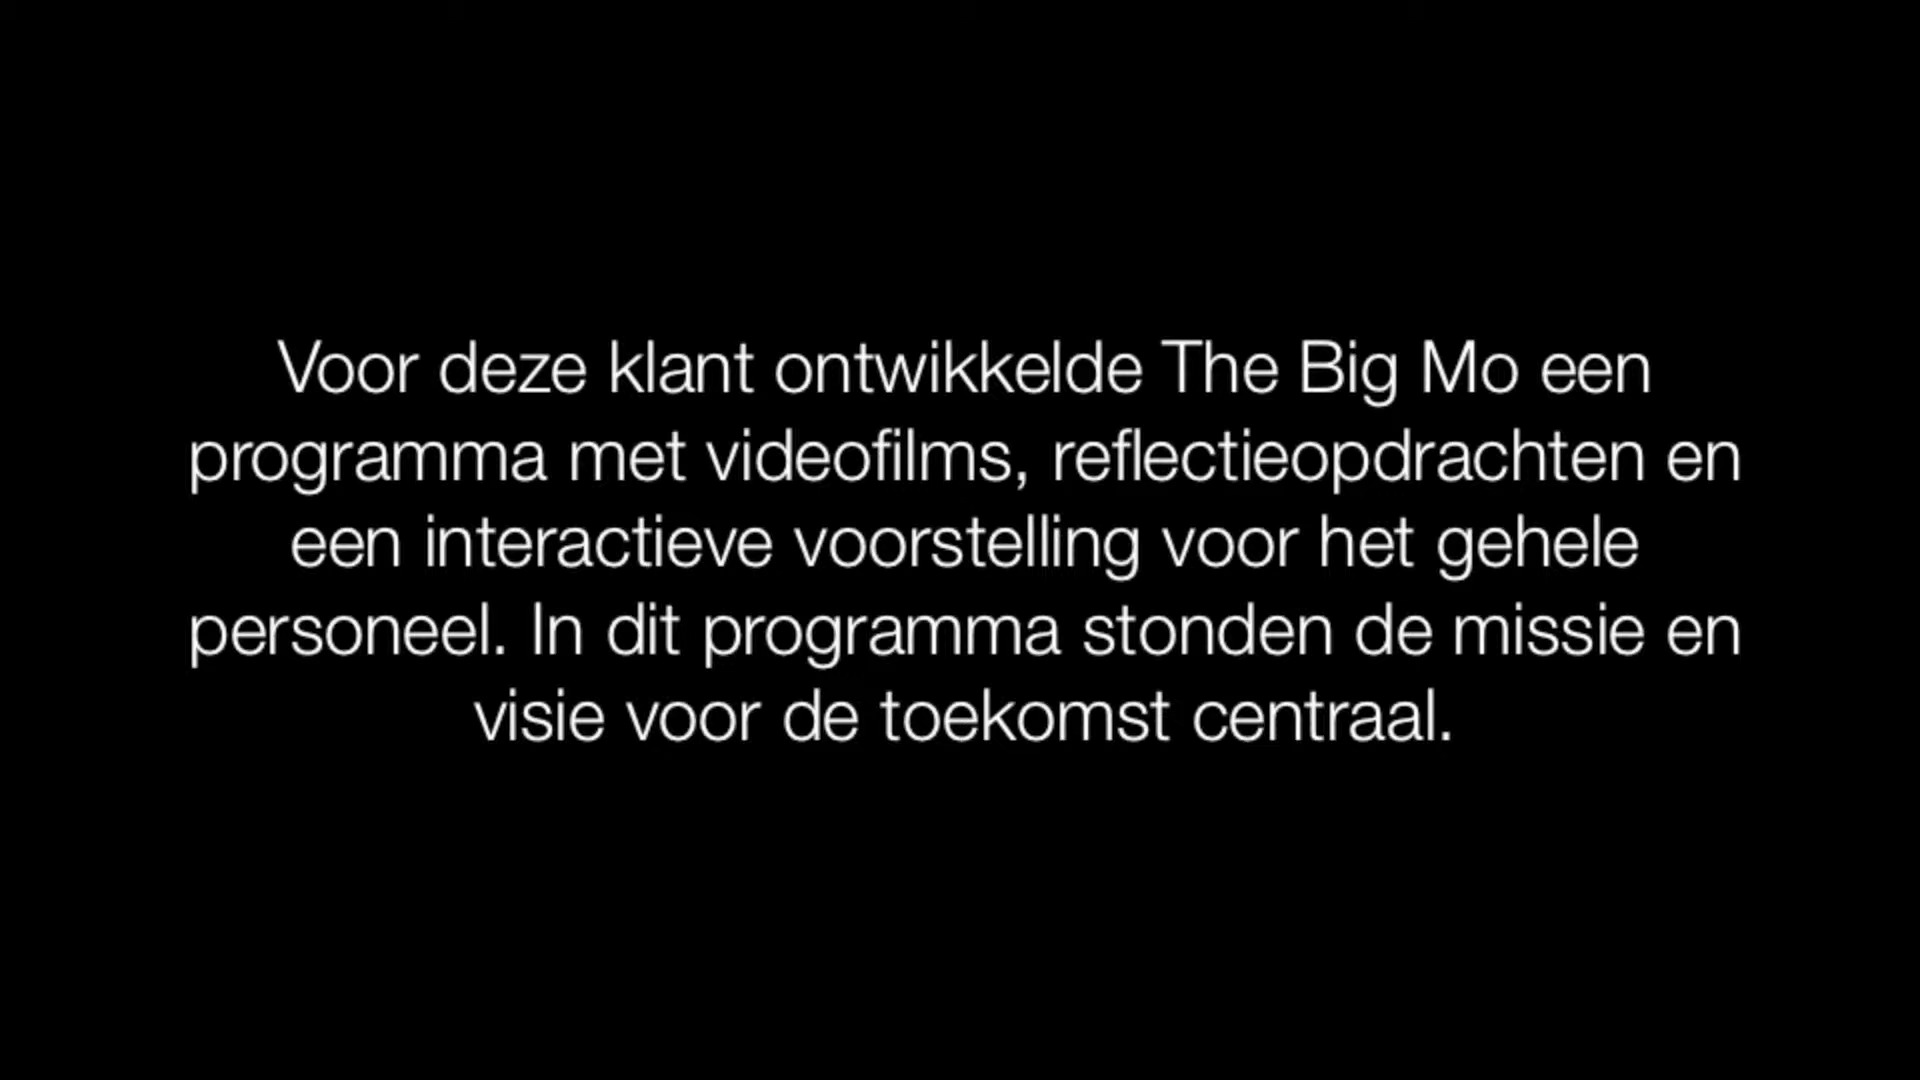 Voor deze klant ontwikkelde The Big Mo een
programma met videofilms, reflectieopdrachten en
een interactieve voorstelling voor het gehele
personeel. In dit programma stonden de missie en
visie voor de toekomst centraal.